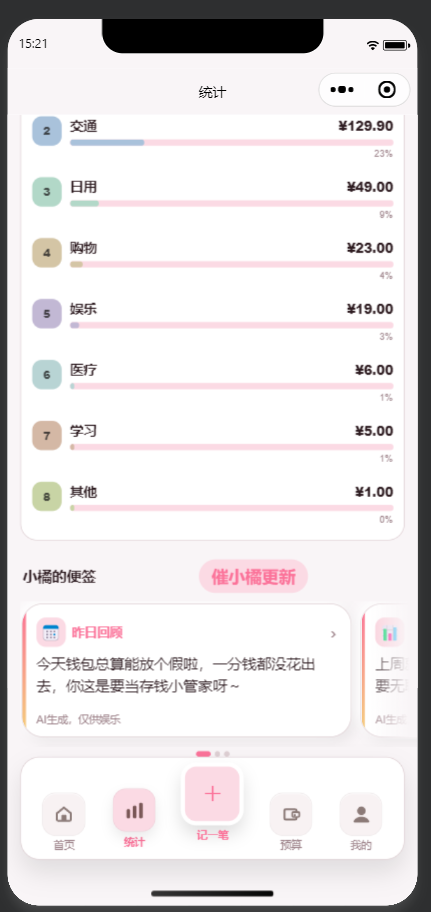 15:21
统计
2
交通
¥129.90
23%
3
日用
¥49.00
9%
4
购物
¥23.00
4%
5
娱乐
¥19.00
3%
6
医疗
¥6.00
1%
7
学习
¥5.00
1%
8
其他
¥1.00
0%
小橘的便签
催小橘更新
昨日回顾
今天钱包总算能放个假啦，一分钱都没花出
去，你这是要当存钱小管家呀～
AI生成，仅供娱乐
上周
要无
AI生
首页
统计
记一笔
预算
我的